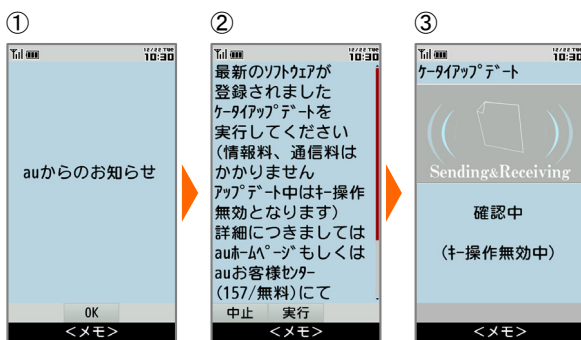 ①
12/22.TUE
10:30
auからのお知らせ
OK
<メモ>
②
12/22.TUE
10:30
最新のｿﾌﾄｳｪｱが
登録されました
ｹｰﾀｲｱｯﾌﾟﾃﾞｰﾄを
実行してください
(情報料、通信料は
かかりません
ｱｯﾌﾟﾃﾞｰﾄ中はｷｰ操作
無効となります)
詳細につきましては
auﾎｰﾑﾍﾟｰｼﾞもしくは
auお客様ｾﾝﾀｰ
(157/無料)にて
中止 実行
<メモ>
③
12/22.TUE
10:30
ｹｰﾀｲｱｯﾌﾟﾃﾞｰﾄ
Sending&Receiving
確認中
(ｷｰ操作無効中)
<メモ>